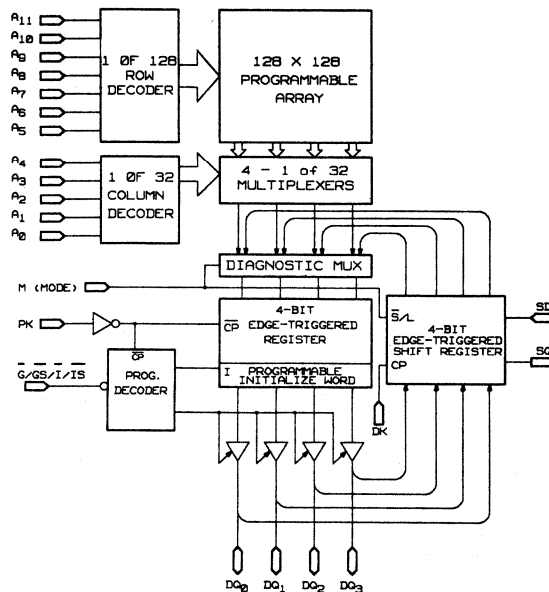 A11
A10
A9
A8
A7
A6
A5
1 OF 128
ROW
DECODER
128 X 128
PROGRAMMABLE
ARRAY
A4
A3
A2
A1
A0
1 OF 32
COLUMN
DECODER
4 - 1 of 32
MULTIPLEXERS
DIAGNOSTIC MUX
M (MODE)
4-BIT
EDGE-TRIGGERED
REGISTER
CP
PK
CP
PROG.
DECODER
G/GS/I/IS
I PROGRAMMABLE
INITIALIZE WORD
S/L
4-BIT
EDGE-TRIGGERED
SHIFT REGISTER
CP
SD
SQ
DK
DQ0 DQ1 DQ2 DQ3